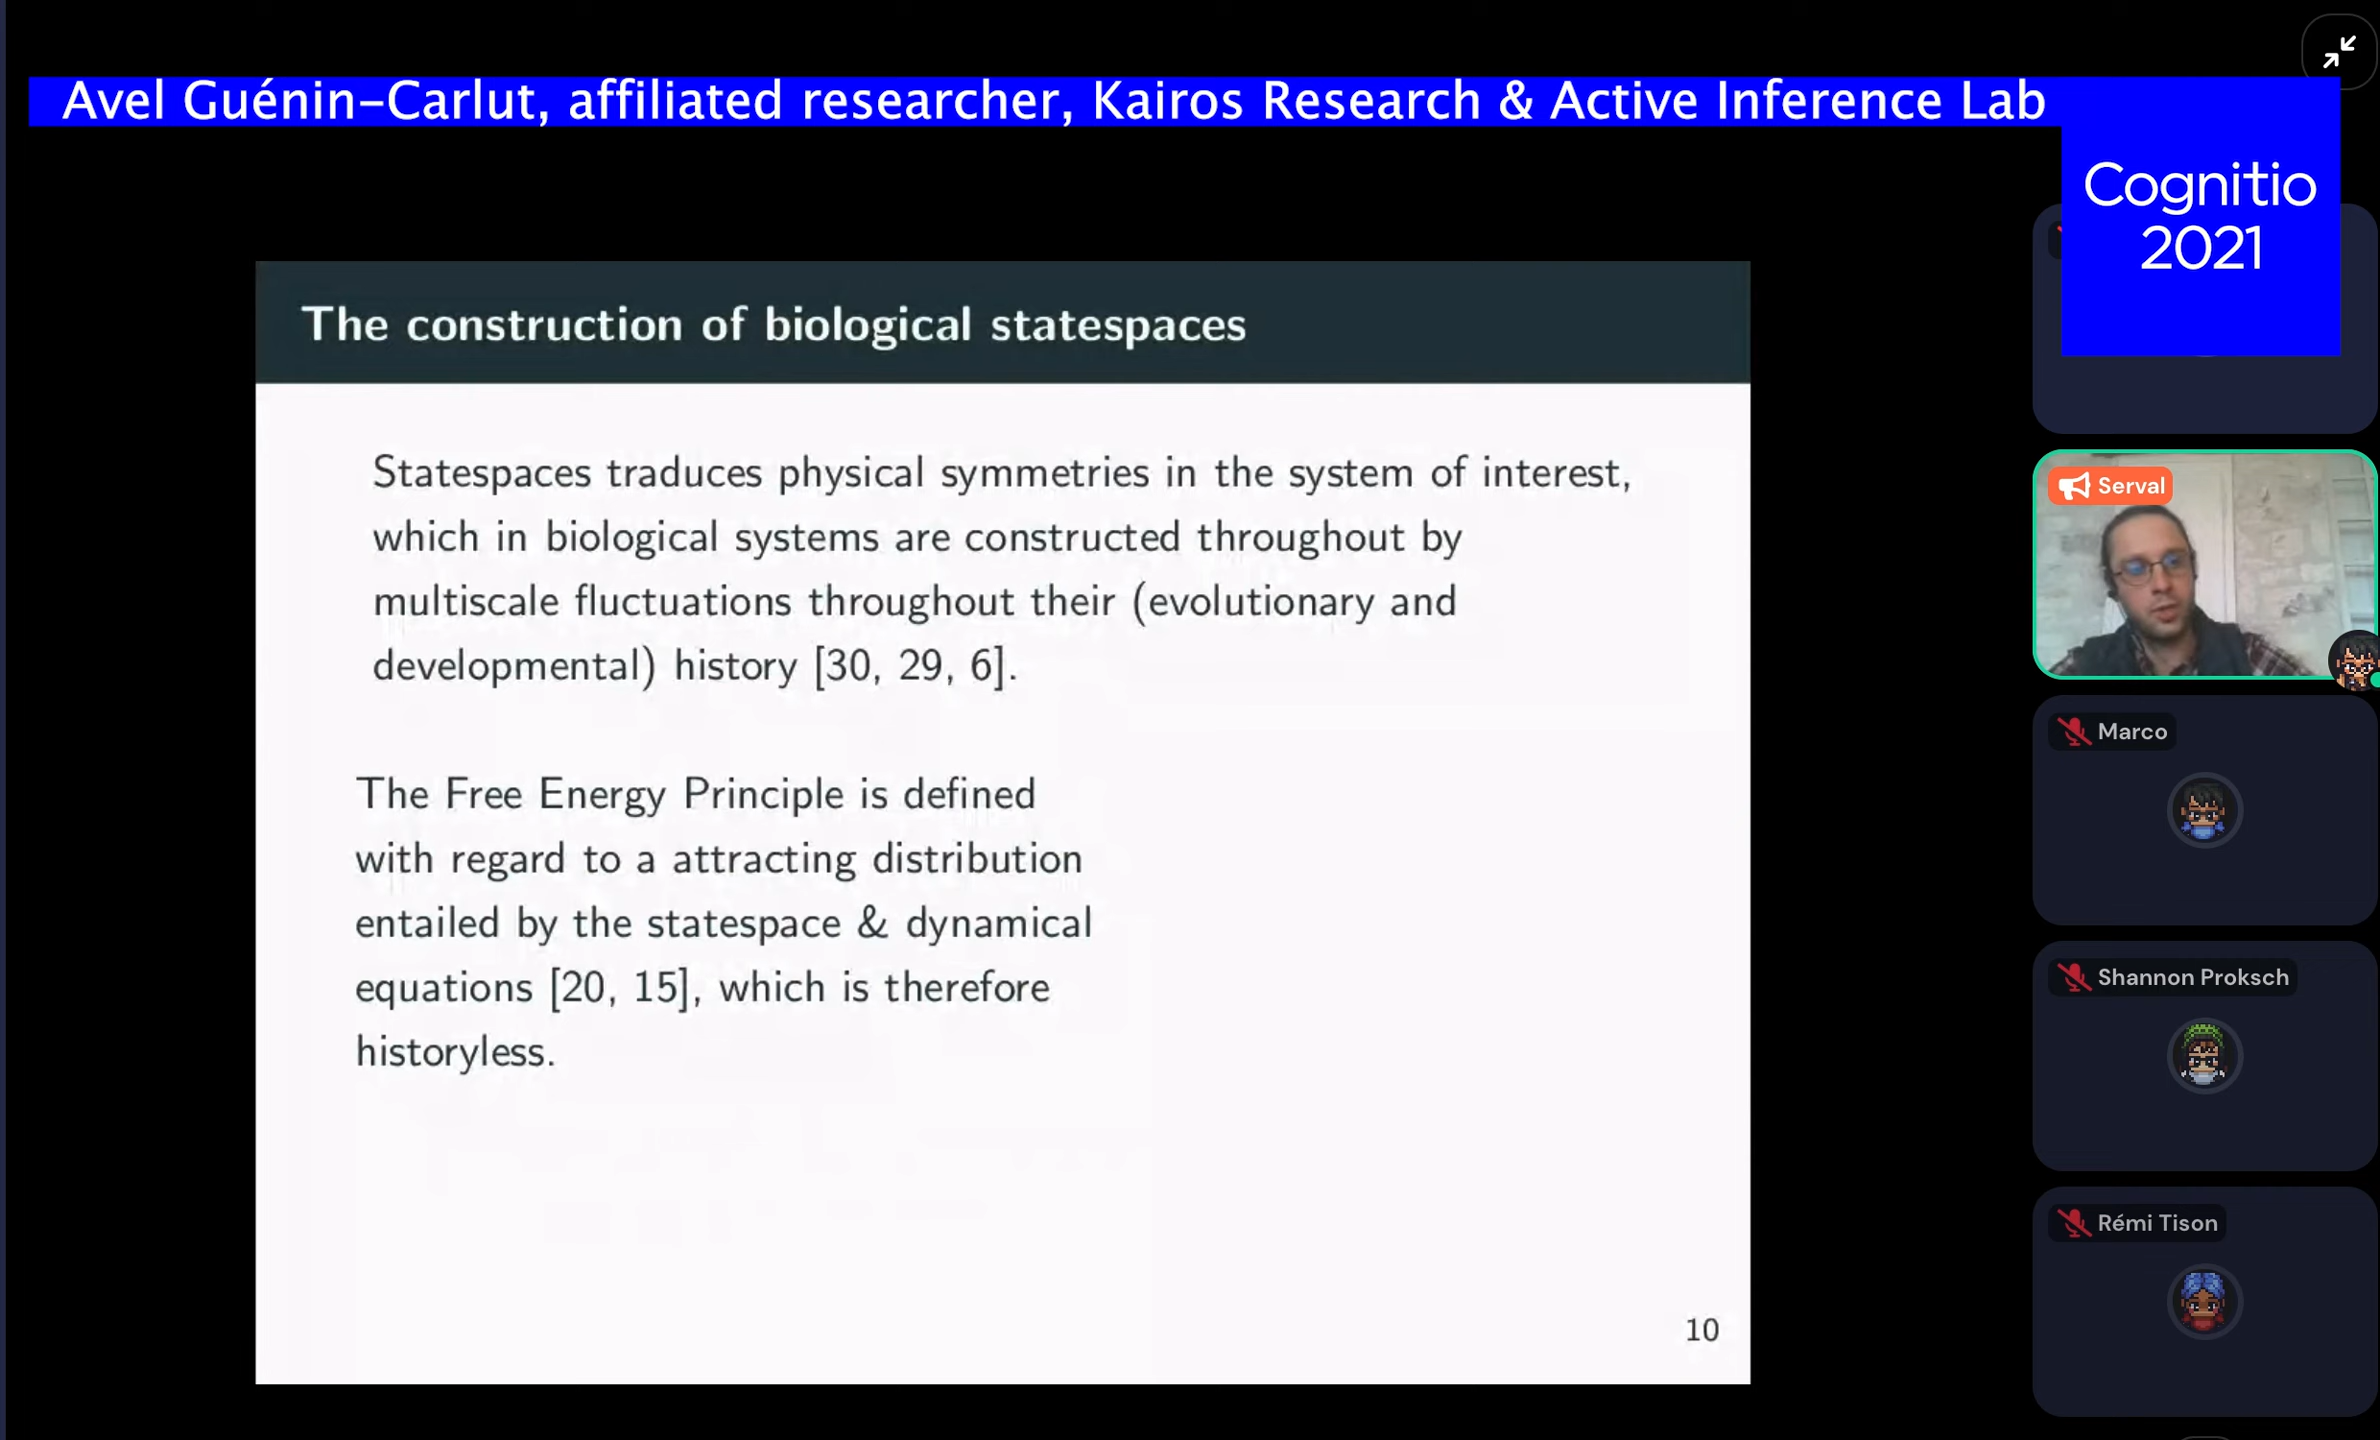 Avel Guénin-Carlut, affiliated researcher, Kairos Research & Active Inference Lab
Cognitio
2021
The construction of biological statespaces
Statespaces traduces physical symmetries in the system of interest,
which in biological systems are constructed throughout by
multiscale fluctuations throughout their (evolutionary and
developmental) history [30, 29, 6].
The Free Energy Principle is defined
with regard to a attracting distribution
entailed by the statespace & dynamical
equations [20, 15], which is therefore
historyless.
10
Serval
Marco
Shannon Proksch
Rémi Tison